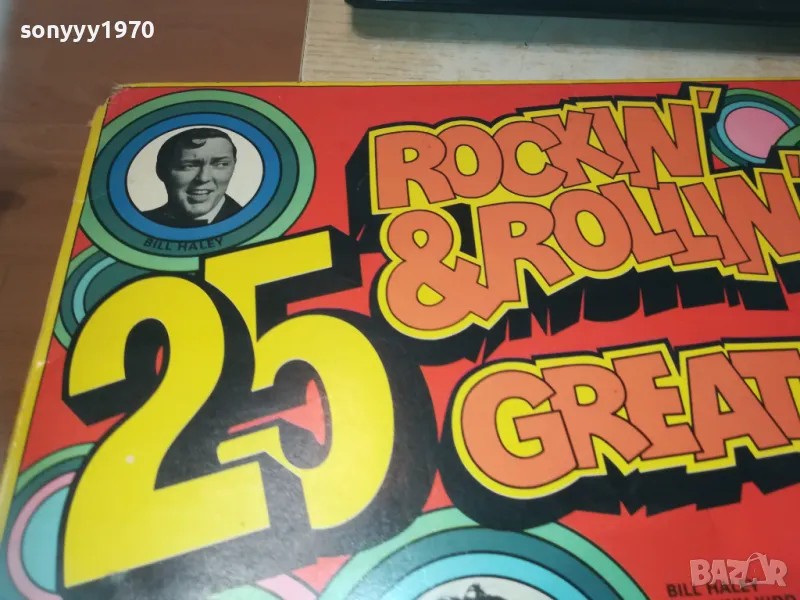 sonyyy1970
ROCKIN'
& ROLLIN'
BILL HALEY
25
GREAT
BILL HALEY
BAZAR